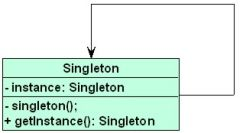 Singleton
- instance: Singleton
- singleton();
+ getInstance(): Singleton